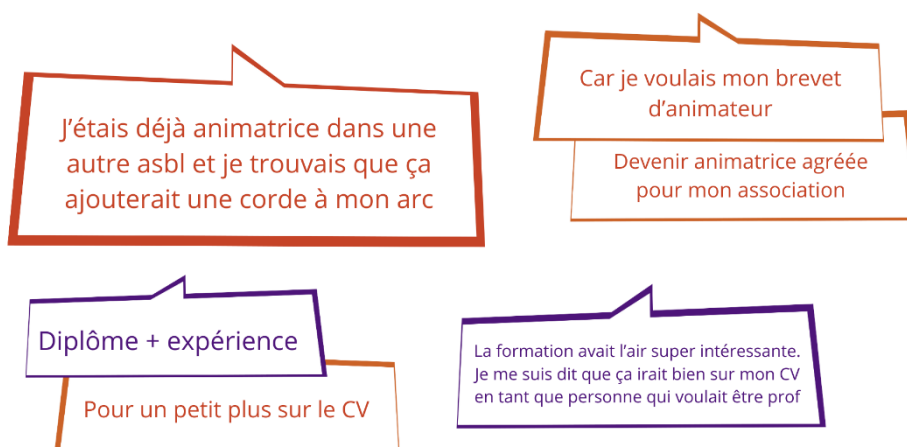 J'étais déjà animatrice dans une
autre asbl et je trouvais que ça
ajouterait une corde à mon arc
Car je voulais mon brevet
d'animateur
Devenir animatrice agréée
pour mon association
Diplôme + expérience
Pour un petit plus sur le CV
La formation avait l'air super intéressante.
Je me suis dit que ça irait bien sur mon CV
en tant que personne qui voulait être prof